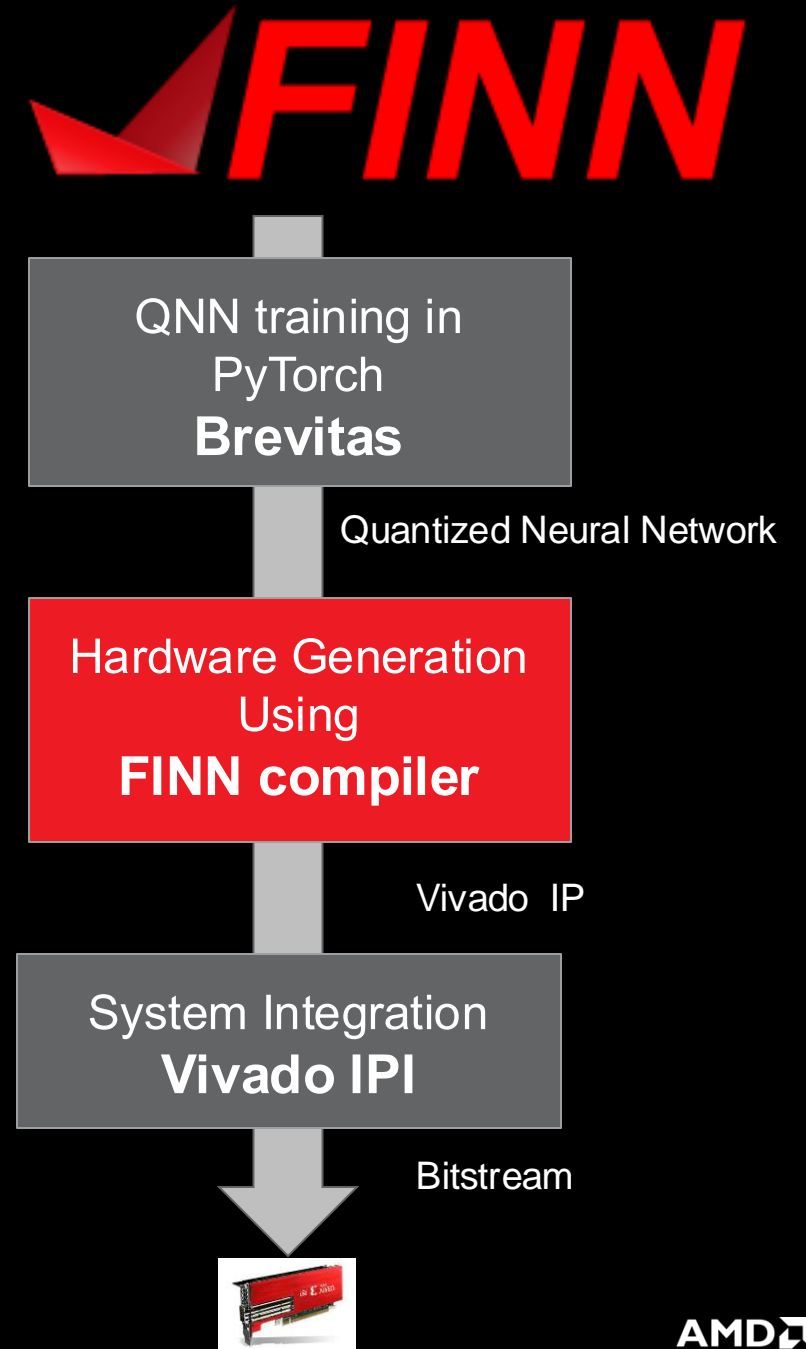 FINN
QNN training in
PyTorch
Brevitas
Quantized Neural Network
Hardware Generation
Using
FINN compiler
Vivado IP
System Integration
Vivado IPI
Bitstream
AMD